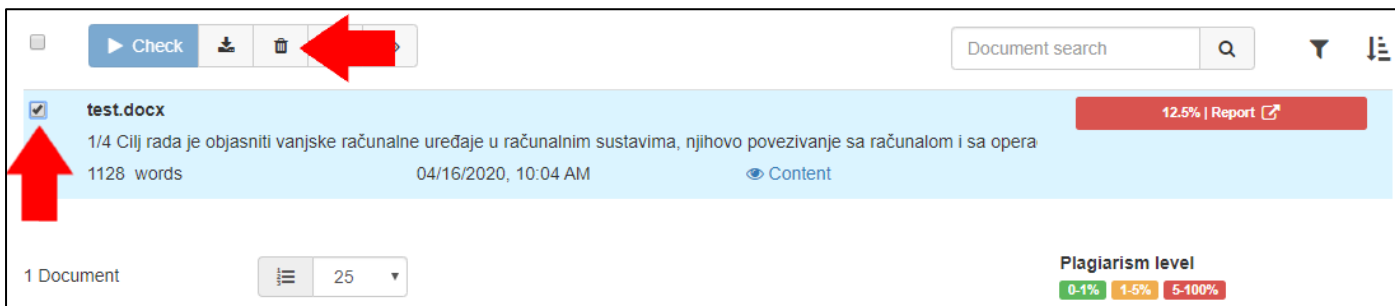 Check
Document search
test.docx
12.5% | Report
1/4 Cilj rada je objasniti vanjske računalne uređaje u računalnim sustavima, njihovo povezivanje sa računalom i sa opera
1128 words 04/16/2020, 10:04 AM Content
1 Document
25
Plagiarism level
0-1% 1-5% 5-100%